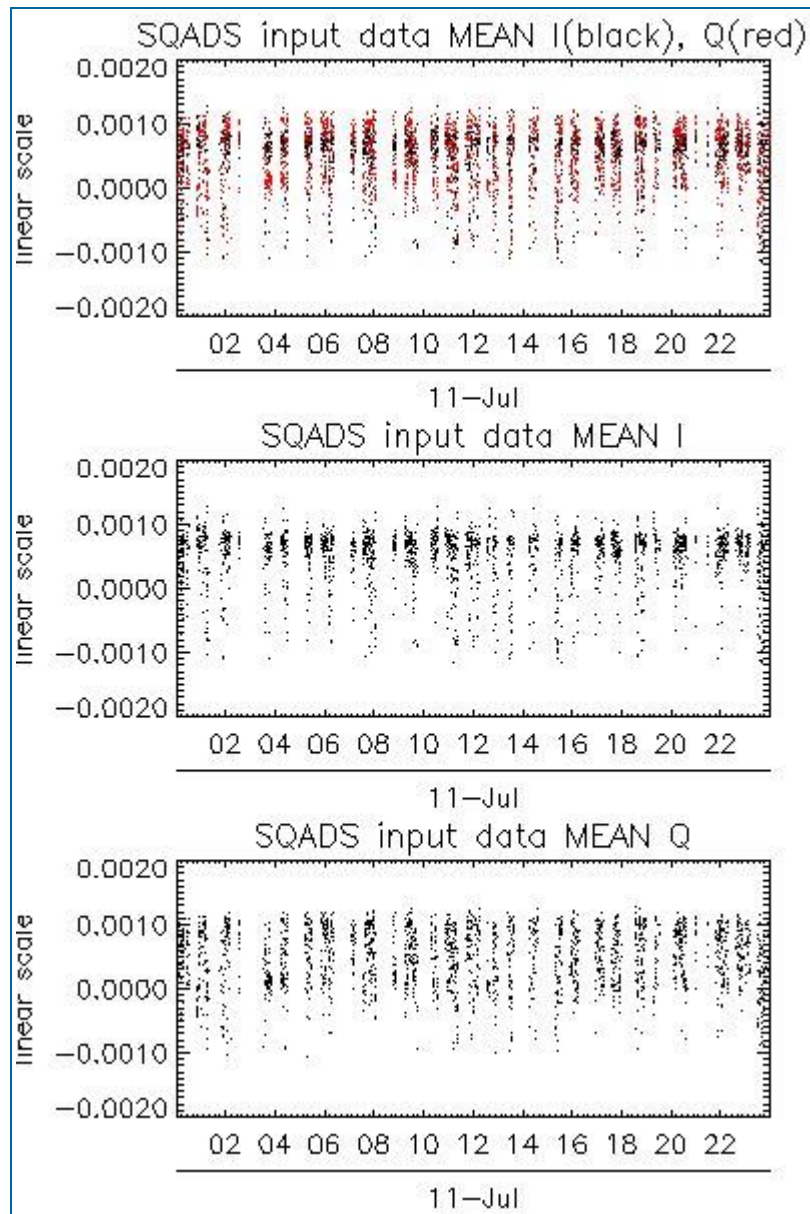 SQADS input data MEAN I(black), Q(red)
linear scale
0.0020
0.0010
0.0000
−0.0010
−0.0020
02 04 06 08 10 12 14 16 18 20 22
11−Jul
SQADS input data MEAN I
linear scale
0.0020
0.0010
0.0000
−0.0010
−0.0020
02 04 06 08 10 12 14 16 18 20 22
11−Jul
SQADS input data MEAN Q
linear scale
0.0020
0.0010
0.0000
−0.0010
−0.0020
02 04 06 08 10 12 14 16 18 20 22
11−Jul